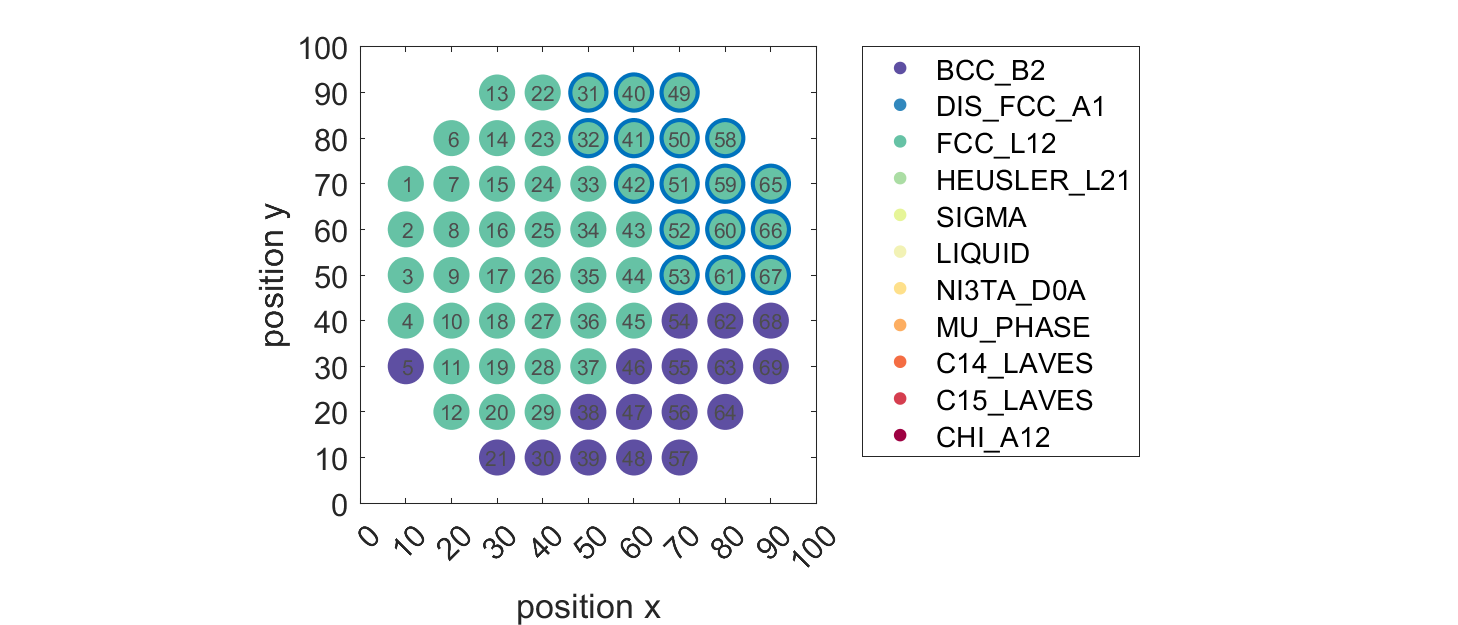 100
90
80
70
60
50
40
30
20
10
0
position y
13 22 31 40 49
6 14 23 32 41 50 58
1 7 15 24 33 42 51 59 65
2 8 16 25 34 43 52 60 66
3 9 17 26 35 44 53 61 67
4 10 18 27 36 45 54 62 68
5 11 19 28 37 46 55 63 69
12 20 29 38 47 56 64
21 30 39 48 57
0 10 20 30 40 50 60 70 80 90 100
position x
BCC_B2
DIS_FCC_A1
FCC_L12
HEUSLER_L21
SIGMA
LIQUID
NI3TA_D0A
MU_PHASE
C14_LAVES
C15_LAVES
CHI_A12